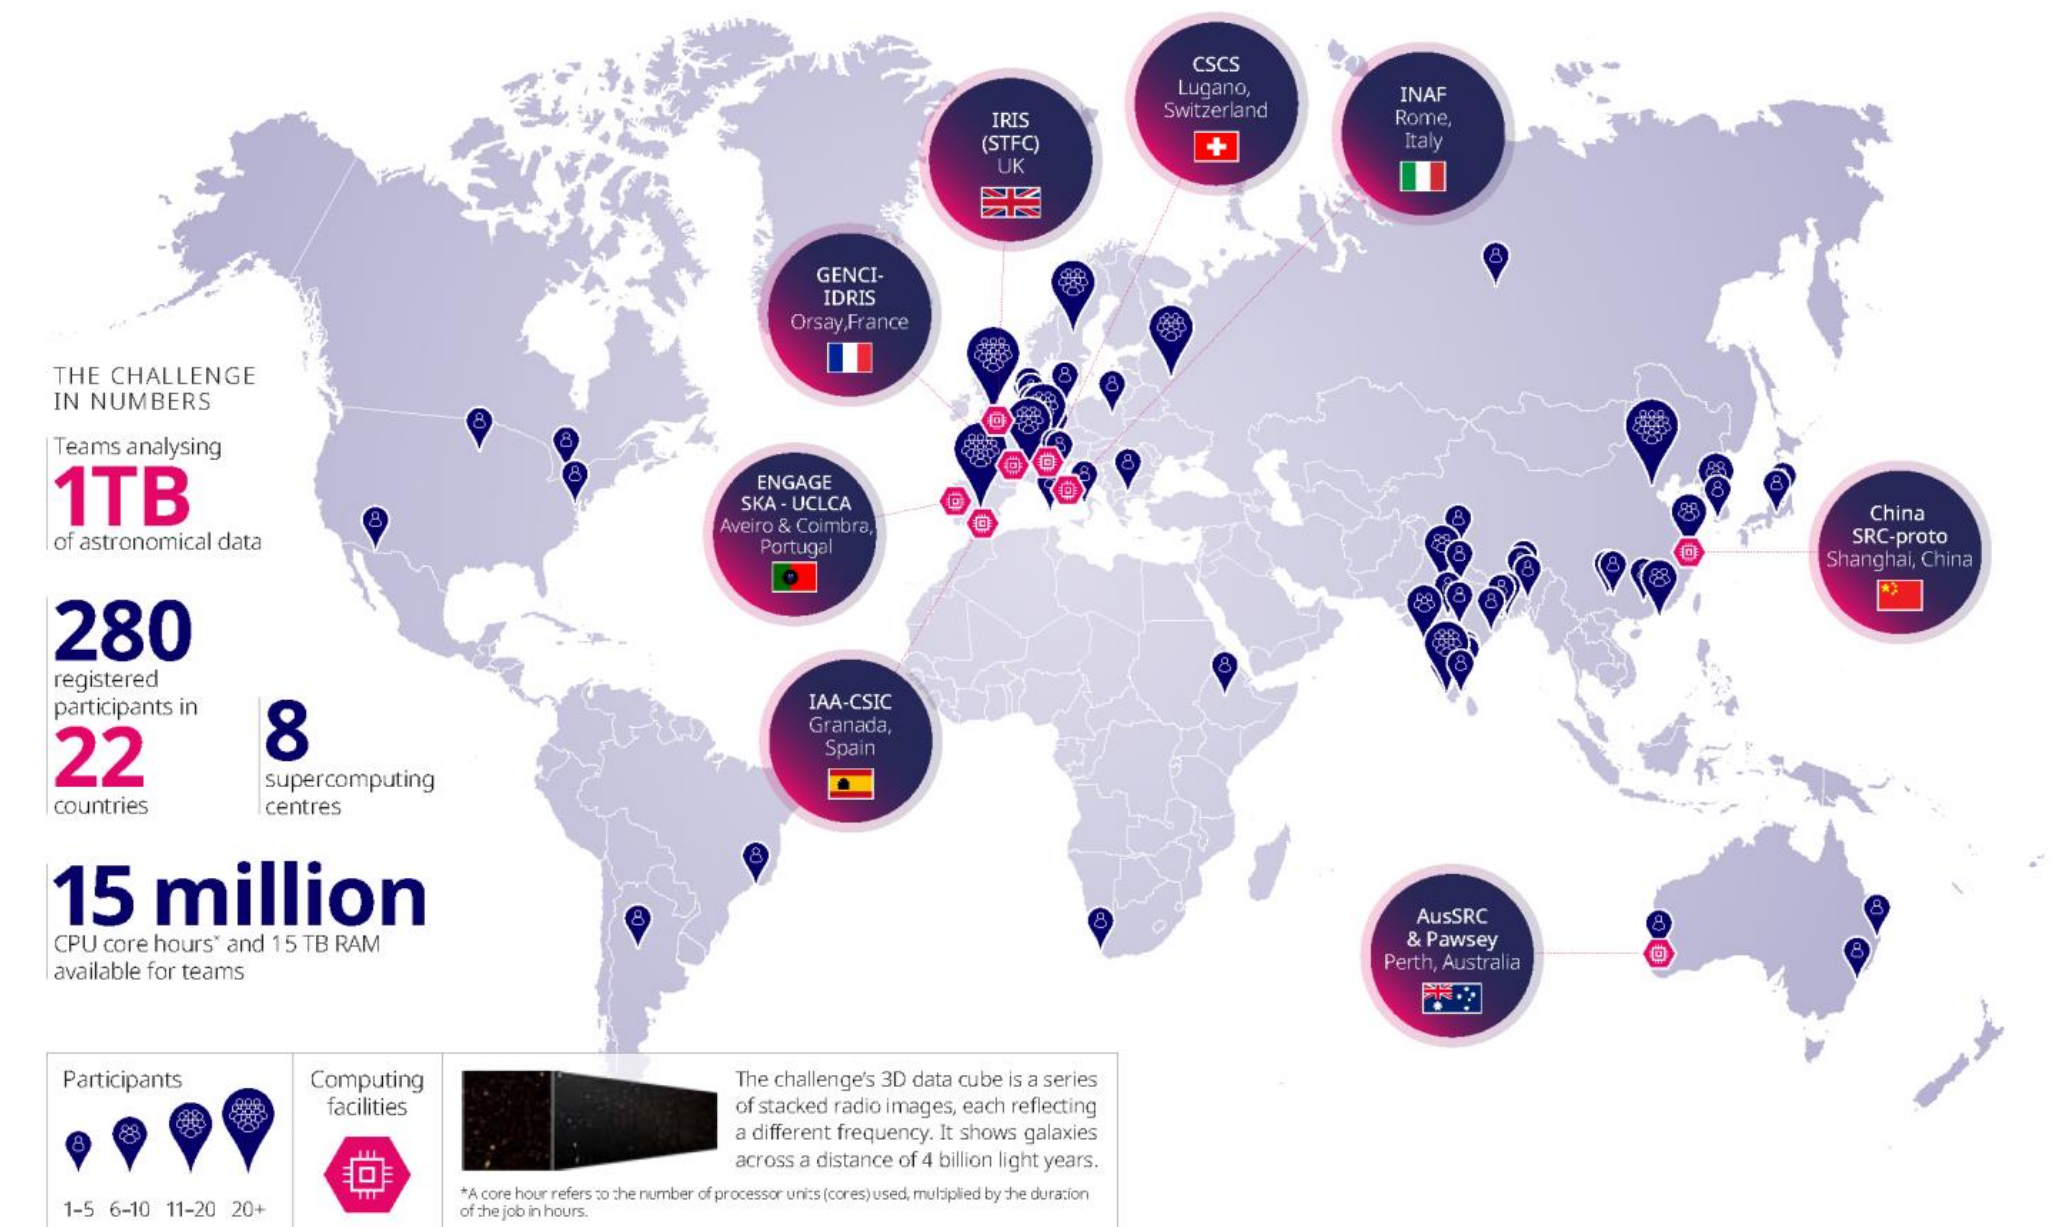 CSCS
Lugano,
Switzerland
INAF
Rome,
Italy
IRIS
(STFC)
UK
GENCI-
IDRIS
Orsay,France
THE CHALLENGE
IN NUMBERS
Teams analysing
1TB
of astronomical data
280
registered
participants in
22
countries
8
supercomputing
centres
15 million
CPU core hours* and 15 TB RAM
available for teams
ENGAGE
SKA - UCLCA
Aveiro & Coimbra,
Portugal
China
SRC-proto
Shanghai, China
IAA-CSIC
Granada,
Spain
AusSRC
& Pawsey
Perth, Australia
Participants
1-5 6-10 11-20 20+
Computing
facilities
The challenge's 3D data cube is a series
of stacked radio images, each reflecting
a different frequency. It shows galaxies
across a distance of 4 billion light years.
*A core hour refers to the number of processor units (cores) used, multiplied by the duration
of the job in hours.